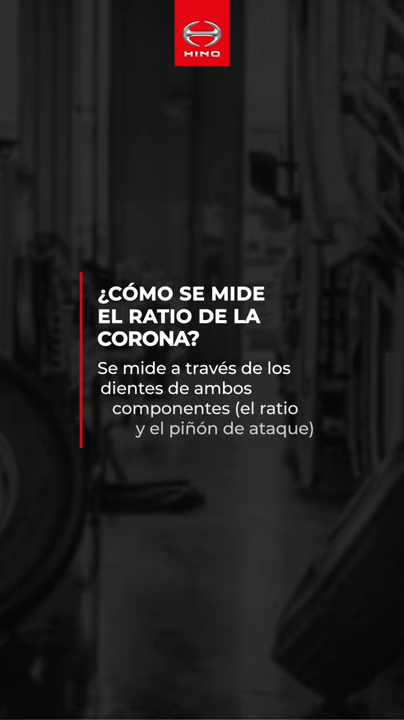 HINO
¿CÓMO SE MIDE
EL RATIO DE LA
CORONA?
Se mide a través de los
dientes de ambos
componentes (el ratio
y el piñón de ataque)